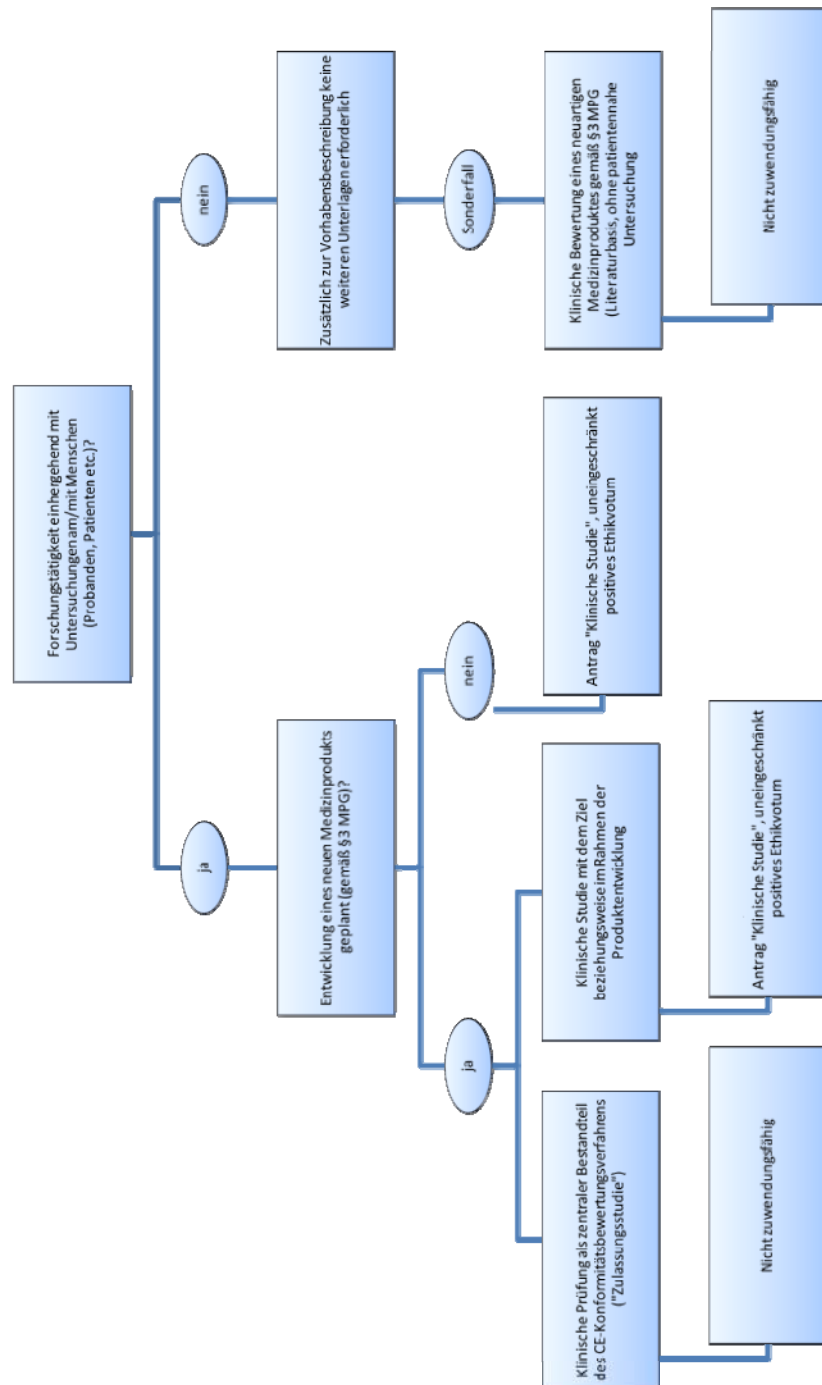 Forschungstätigkeit einhergehend mit
Untersuchungen am/mit Menschen
(Probanden, Patienten etc.)?
ja
nein
Entwicklung eines neuen Medizinprodukts
geplant (gemäß §3 MPG)?
Zusätzlich zur Vorhabensbeschreibung keine
weiteren Unterlagen erforderlich
ja
nein
Sonderfall
Klinische Prüfung als zentraler Bestandteil
des CE-Konformitätsbewertungsverfahrens
("Zulassungsstudie")
Klinische Studie mit dem Ziel
beziehungsweise im Rahmen der
Produktentwicklung
Antrag "Klinische Studie", uneingeschränkt
positives Ethikvotum
Klinische Bewertung eines neuartigen
Medizinproduktes gemäß §3 MPG
(Literaturbasis, ohne patientennahe
Untersuchung
Nicht zuwendungsfähig
Antrag "Klinische Studie", uneingeschränkt
positives Ethikvotum
Nicht zuwendungsfähig